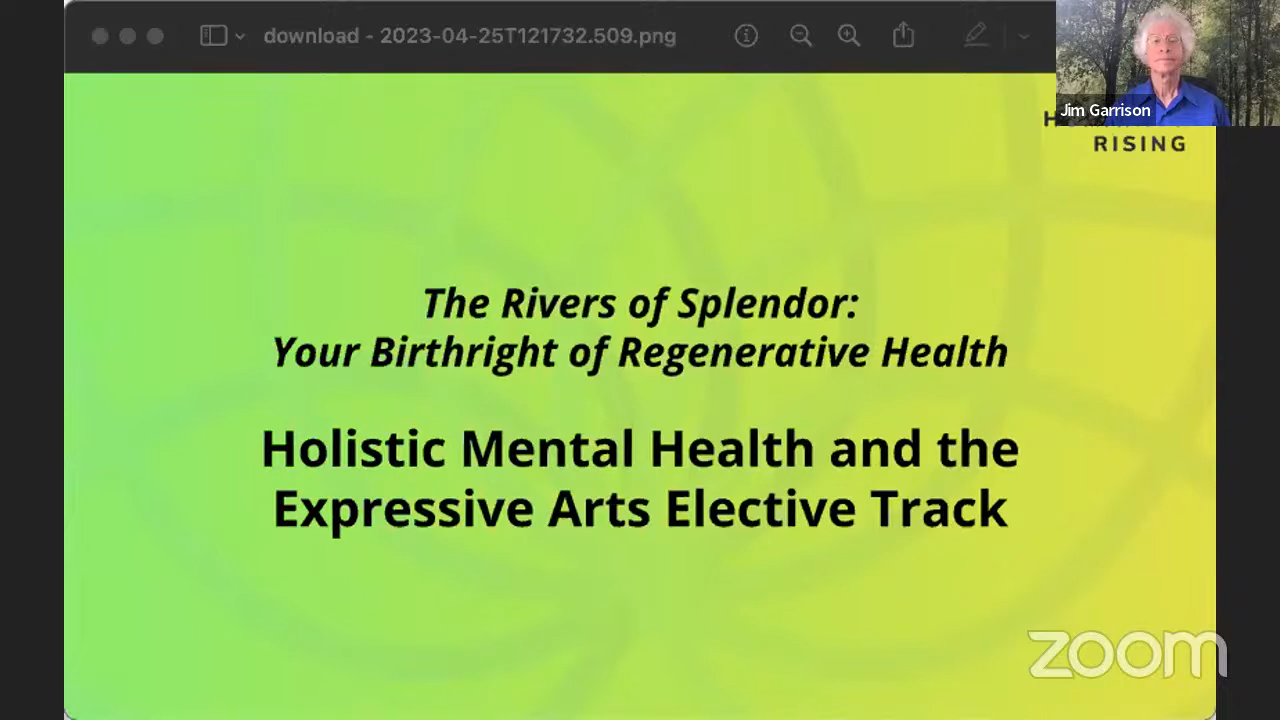 download - 2023-04-25T121732.509.png
Jim Garrison
RISING
The Rivers of Splendor:
Your Birthright of Regenerative Health
Holistic Mental Health and the
Expressive Arts Elective Track
zoom